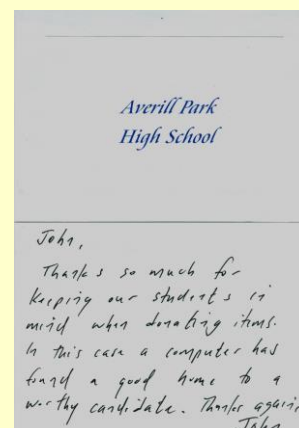 Averill Park
High School
John,
Thanks so much for
keeping our students in
mind when donating items.
In this case a computer has
found a good home to a
worthy candidate. Thanks again,
John